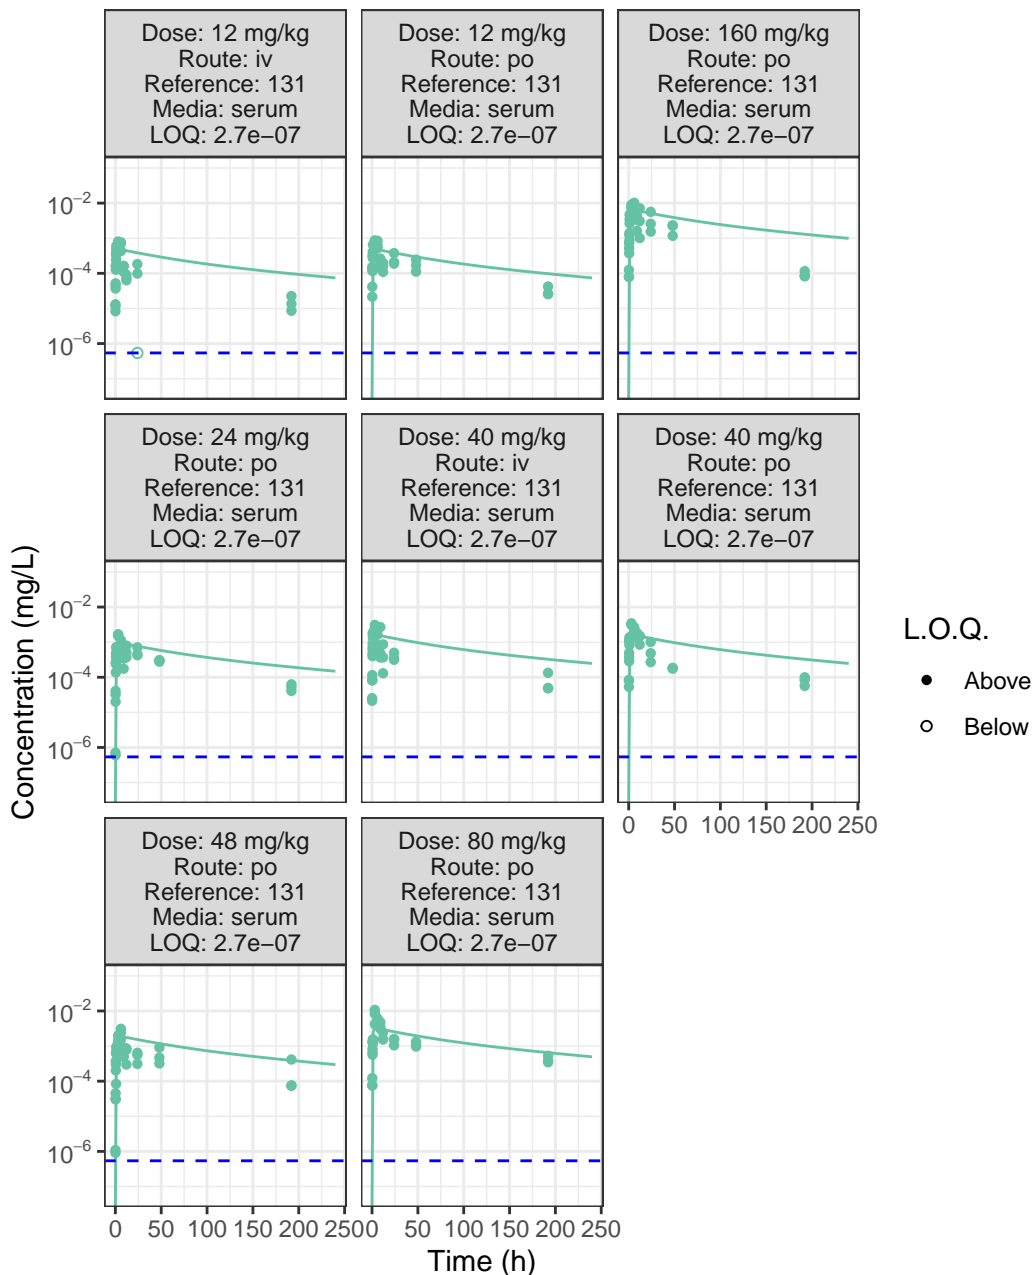 Dose: 12 mg/kg
Route: iv
Reference: 131
Media: serum
LOQ: 2.7e−07
Dose: 12 mg/kg
Route: po
Reference: 131
Media: serum
LOQ: 2.7e−07
Dose: 160 mg/kg
Route: po
Reference: 131
Media: serum
LOQ: 2.7e−07
10−2
10−4
10−6
Dose: 24 mg/kg
Route: po
Reference: 131
Media: serum
LOQ: 2.7e−07
Dose: 40 mg/kg
Route: iv
Reference: 131
Media: serum
LOQ: 2.7e−07
Dose: 40 mg/kg
Route: po
Reference: 131
Media: serum
LOQ: 2.7e−07
10−2
10−4
10−6
0 50 100 150 200 250
Dose: 48 mg/kg
Route: po
Reference: 131
Media: serum
LOQ: 2.7e−07
Dose: 80 mg/kg
Route: po
Reference: 131
Media: serum
LOQ: 2.7e−07
10−2
10−4
10−6
0 50 100 150 200 250
0 50 100 150 200 250
Time (h)
Concentration (mg/L)
L.O.Q.
Above
Below